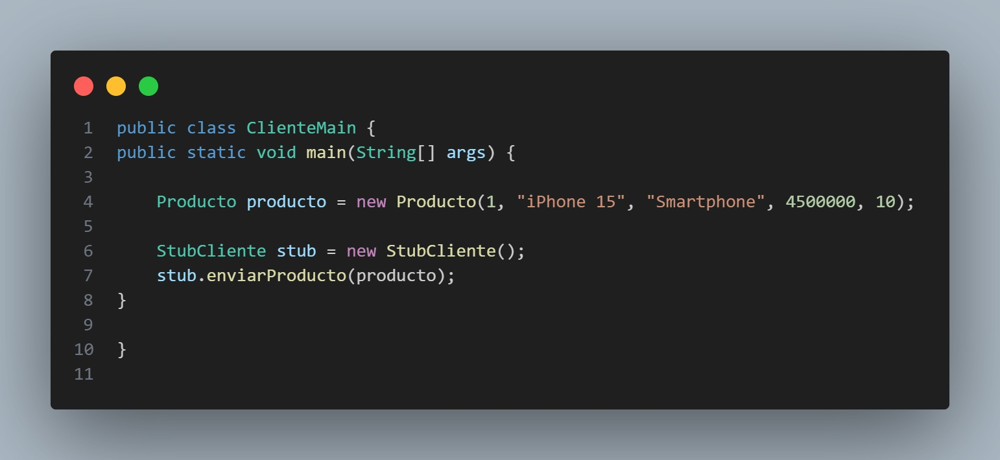 1 public class ClienteMain {
2 public static void main(String[] args) {
3
4     Producto producto = new Producto(1, "iPhone 15", "Smartphone", 4500000, 10);
5
6     StubCliente stub = new StubCliente();
7     stub.enviarProducto(producto);
8 }
9
10 }
11